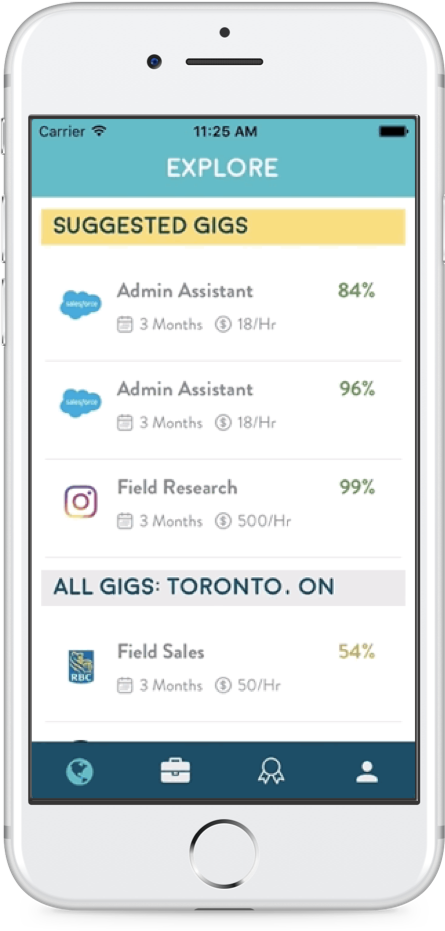 Carrier 11:25 AM
EXPLORE
SUGGESTED GIGS
salesforce
Admin Assistant 84%
3 Months $ 18/Hr
salesforce
Admin Assistant 96%
3 Months $ 18/Hr
Field Research 99%
3 Months $ 500/Hr
ALL GIGS: TORONTO, ON
RBC
Field Sales 54%
3 Months $ 50/Hr